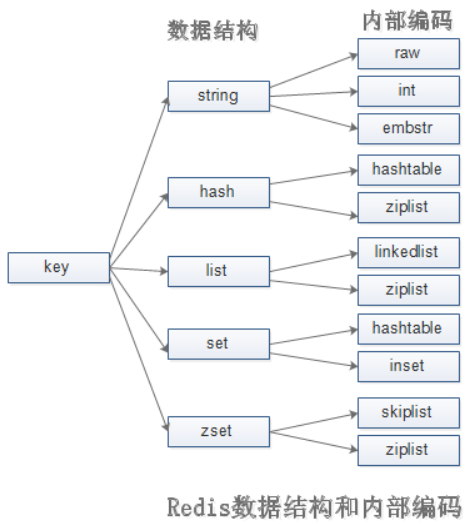 数据结构
内部编码
raw
string
int
embstr
hashtable
hash
ziplist
linkedlist
key
list
ziplist
hashtable
set
inset
skiplist
zset
ziplist
Redis数据结构和内部编码